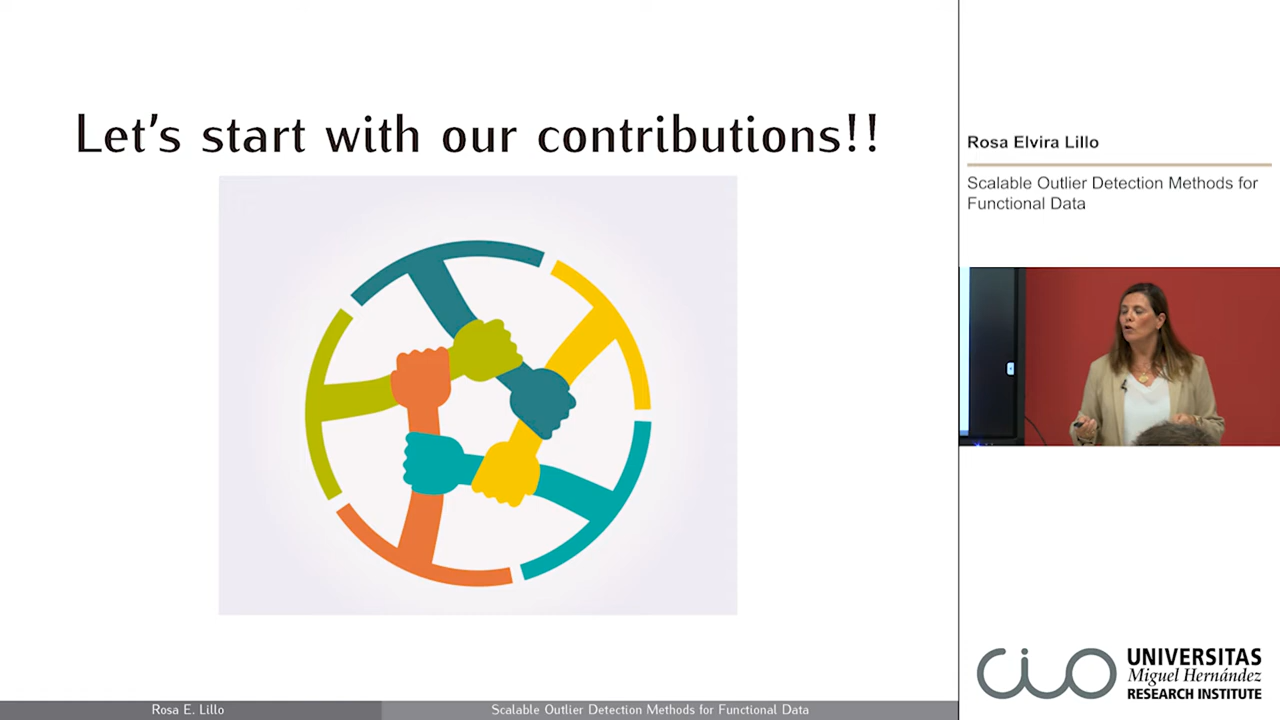 Let's start with our contributions!!
Rosa Elvira Lillo
Scalable Outlier Detection Methods for
Functional Data
cio
UNIVERSITAS
Miguel Hernández
RESEARCH INSTITUTE
Rosa E. Lillo
Scalable Outlier Detection Methods for Functional Data